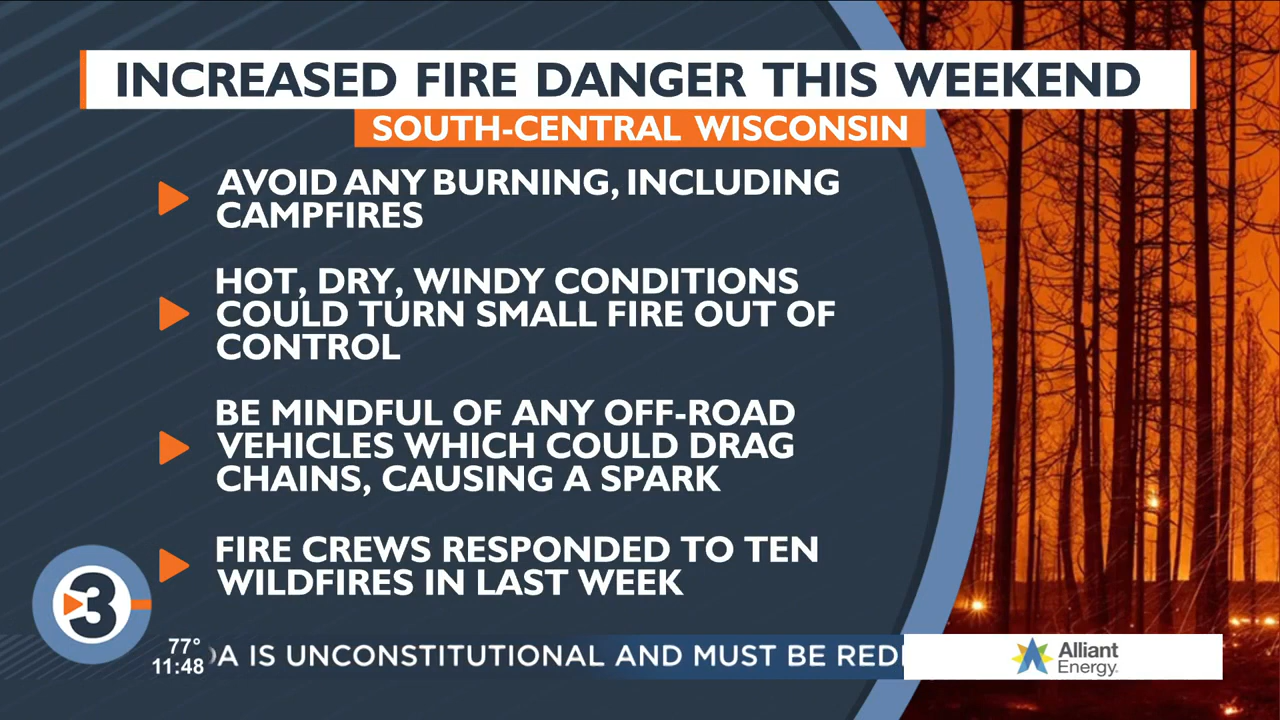 INCREASED FIRE DANGER THIS WEEKEND
SOUTH-CENTRAL WISCONSIN
AVOID ANY BURNING, INCLUDING
CAMPFIRES
HOT, DRY, WINDY CONDITIONS
COULD TURN SMALL FIRE OUT OF
CONTROL
BE MINDFUL OF ANY OFF-ROAD
VEHICLES WHICH COULD DRAG
CHAINS, CAUSING A SPARK
FIRE CREWS RESPONDED TO TEN
WILDFIRES IN LAST WEEK
3
77°
11:48
IS UNCONSTITUTIONAL AND MUST BE
Alliant
Energy.